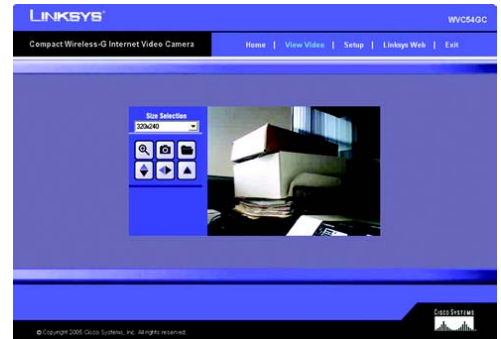 LINKSYS®
WVC54GC
Compact Wireless-G Internet Video Camera
Home | View Video | Setup | Linksys Web | Exit
Size Selection
320x240
CISCO SYSTEMS
© Copyright 2005 Cisco Systems, Inc. All rights reserved.